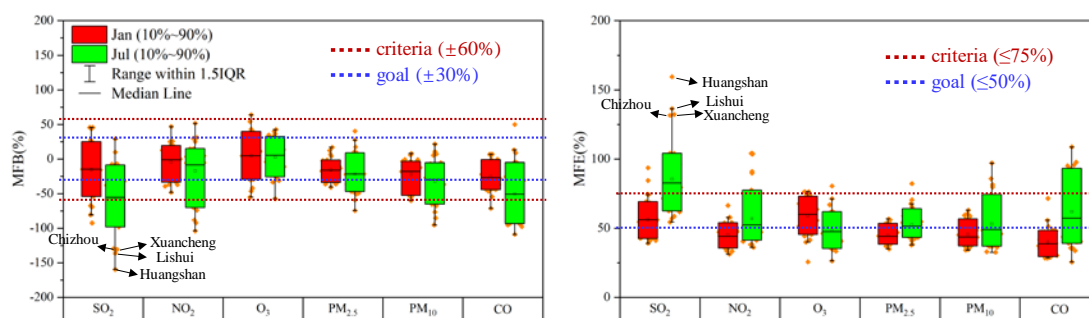 Jan (10%~90%)
Jul (10%~90%)
Range within 1.5IQR
Median Line
criteria (±60%)
goal (±30%)
MFB(%)
200
150
100
50
0
-50
-100
-150
-200
Chizhou
Xuancheng
Lishui
Huangshan
SO₂
NO₂
O₃
PM₂.₅
PM₁₀
CO
criteria (≤75%)
goal (≤50%)
MFE(%)
200
150
100
50
0
Huangshan
Chizhou
Lishui
Xuancheng
SO₂
NO₂
O₃
PM₂.₅
PM₁₀
CO